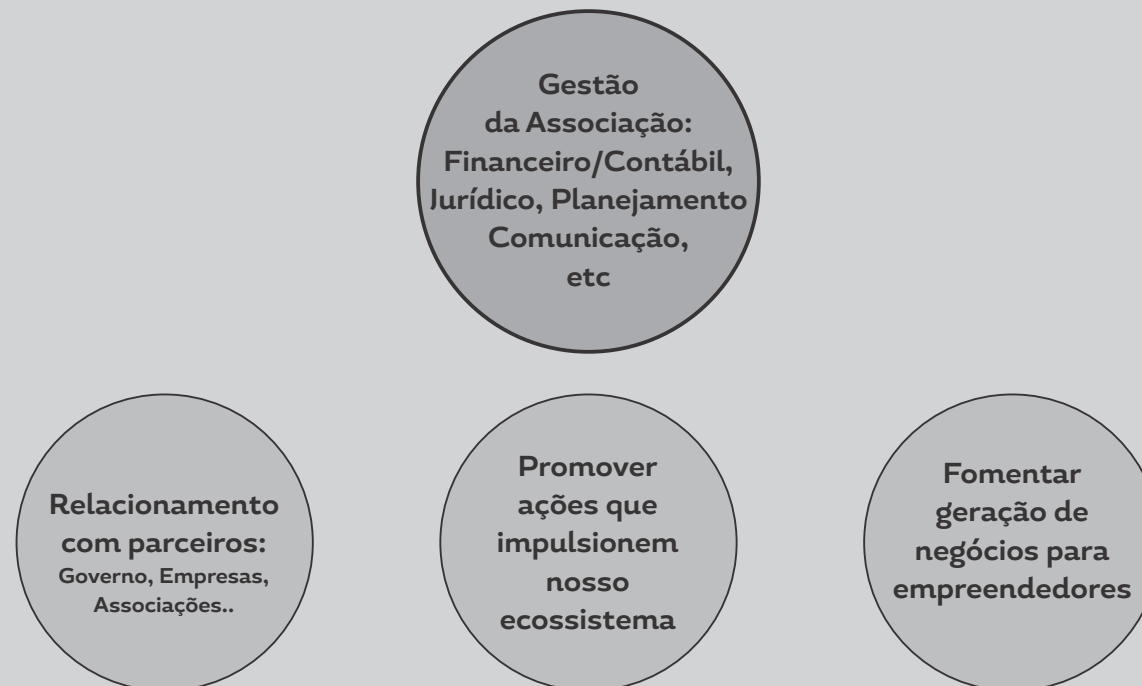 Gestão
da Associação:
Financeiro/Contábil,
Jurídico, Planejamento
Comunicação,
etc
Relacionamento
com parceiros:
Governo, Empresas,
Associações..
Promover
ações que
impulsionem
nosso
ecossistema
Fomentar
geração de
negócios para
empreendedores